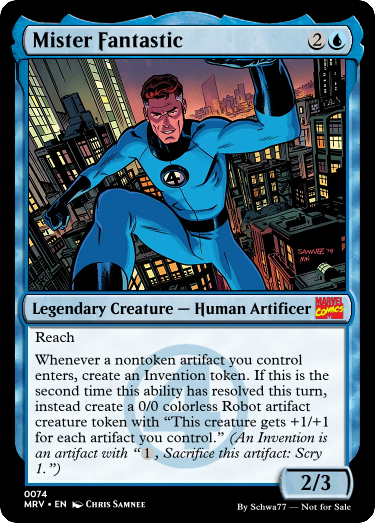 Mister Fantastic 2
4
SAMNEE '19
MW
Legendary Creature — Human Artificer MARVEL COMICS
Reach
Whenever a nontoken artifact you control
enters, create an Invention token. If this is the
second time this ability has resolved this turn,
instead create a 0/0 colorless Robot artifact
creature token with “This creature gets +1/+1
for each artifact you control.” (An Invention is
an artifact with “1, Sacrifice this artifact: Scry
1.”)
2/3
0074
MRV • EN CHRIS SAMNEE
By Schwa77 — Not for Sale